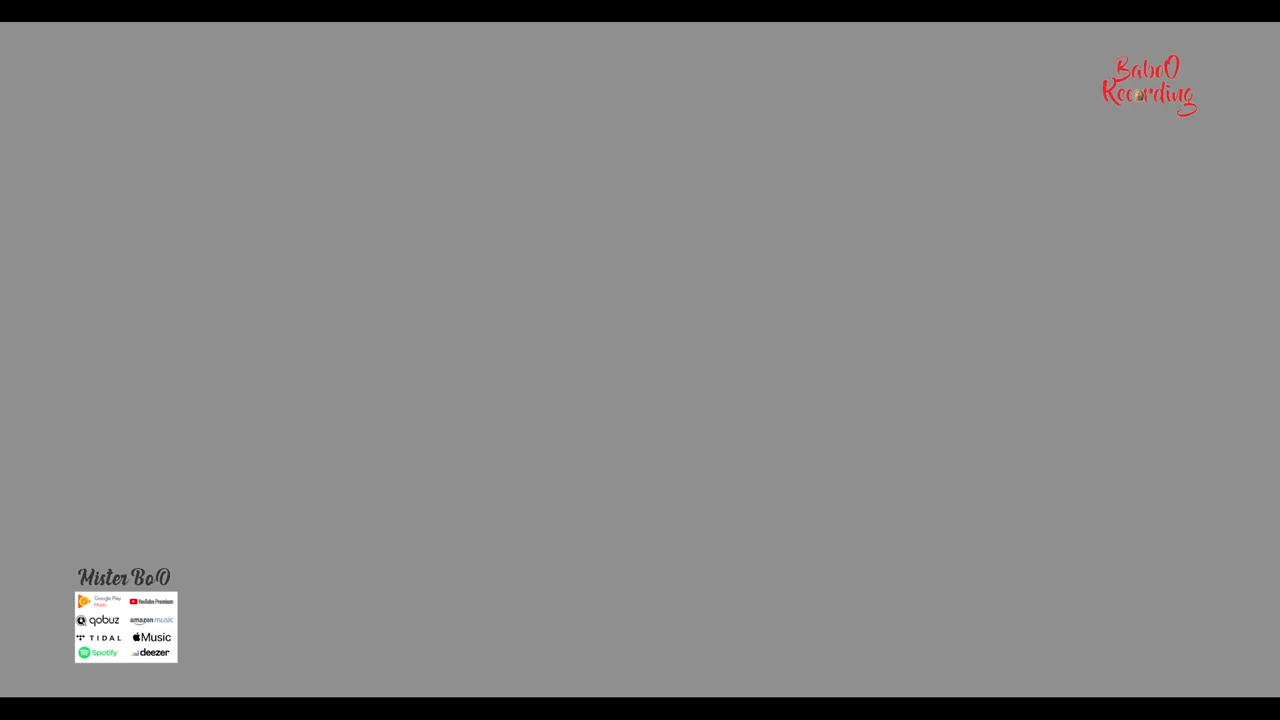 BaboO
Recording
Mister BoO
Google Play
Music
YouTube Premium
qobuz
amazon music
TIDAL
Music
Spotify
deezer